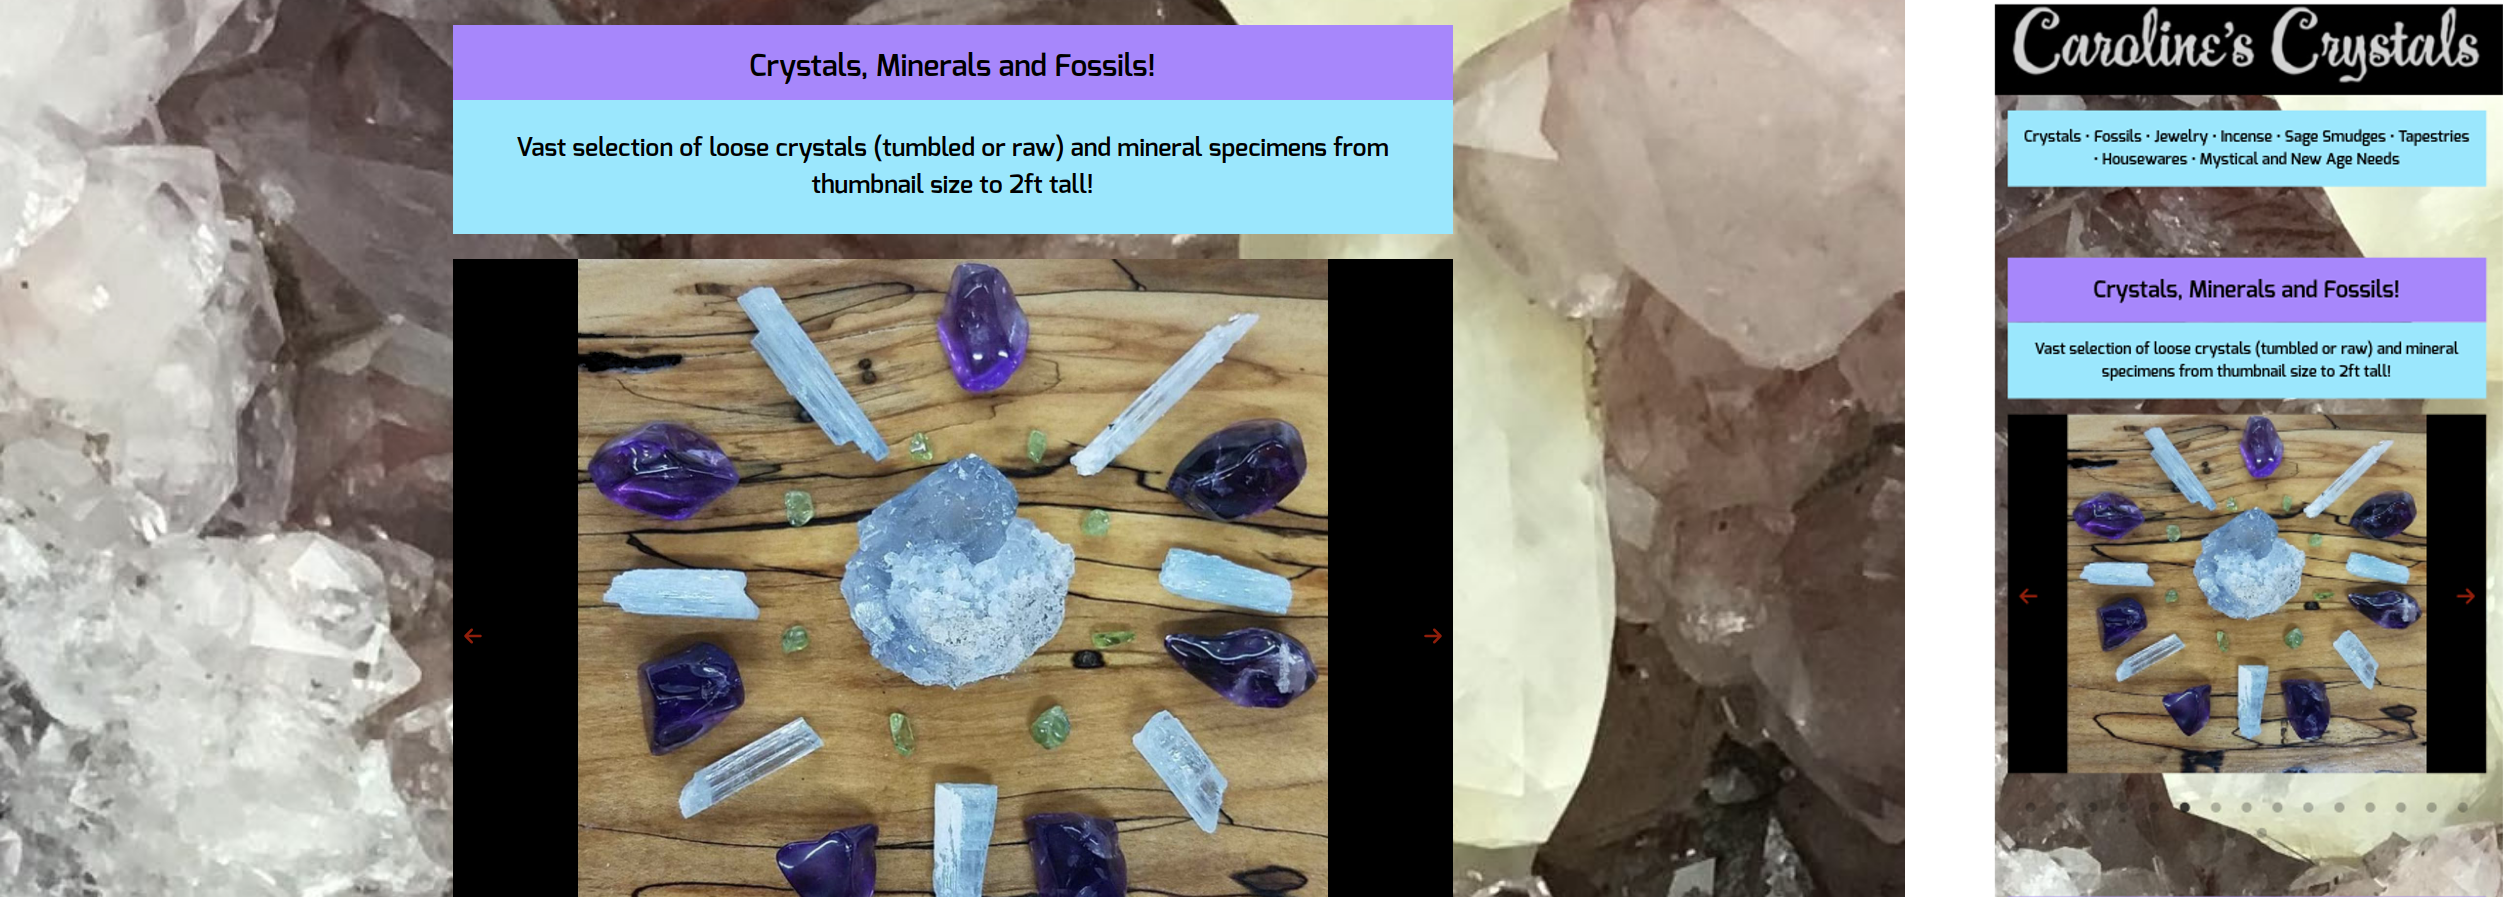 Crystals, Minerals and Fossils!
Vast selection of loose crystals (tumbled or raw) and mineral specimens from
thumbnail size to 2ft tall!
Caroline's Crystals
Crystals · Fossils · Jewelry · Incense · Sage Smudges · Tapestries
· Housewares · Mystical and New Age Needs
Crystals, Minerals and Fossils!
Vast selection of loose crystals (tumbled or raw) and mineral
specimens from thumbnail size to 2ft tall!